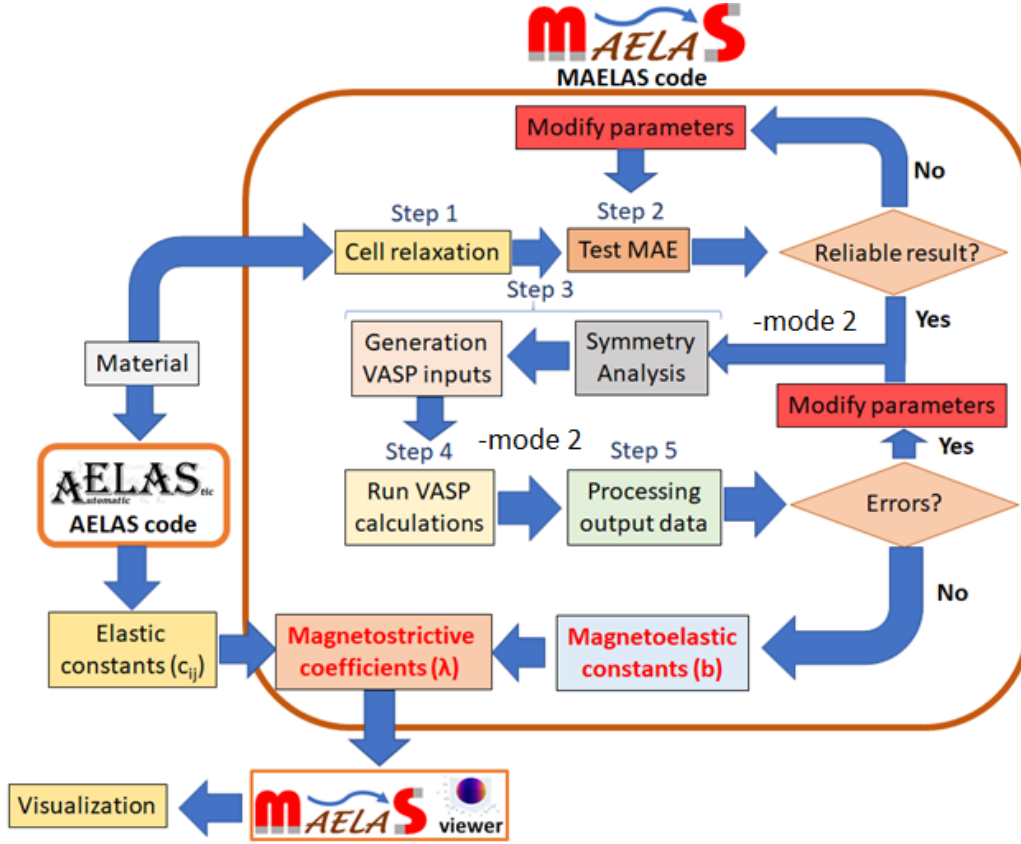 MAELAS
MAELAS code
Modify parameters
No
Step 1
Step 2
Cell relaxation
Test MAE
Reliable result?
Step 3
-mode 2
Yes
Generation
VASP inputs
Symmetry
Analysis
Material
Modify parameters
-mode 2
Yes
Step 4
Step 5
AELAS
Automatic
tic
AELAS code
Run VASP
calculations
Processing
output data
Errors?
No
Elastic
constants (cij)
Magnetostrictive
coefficients (λ)
Magnetoelastic
constants (b)
Visualization
MAELAS
viewer